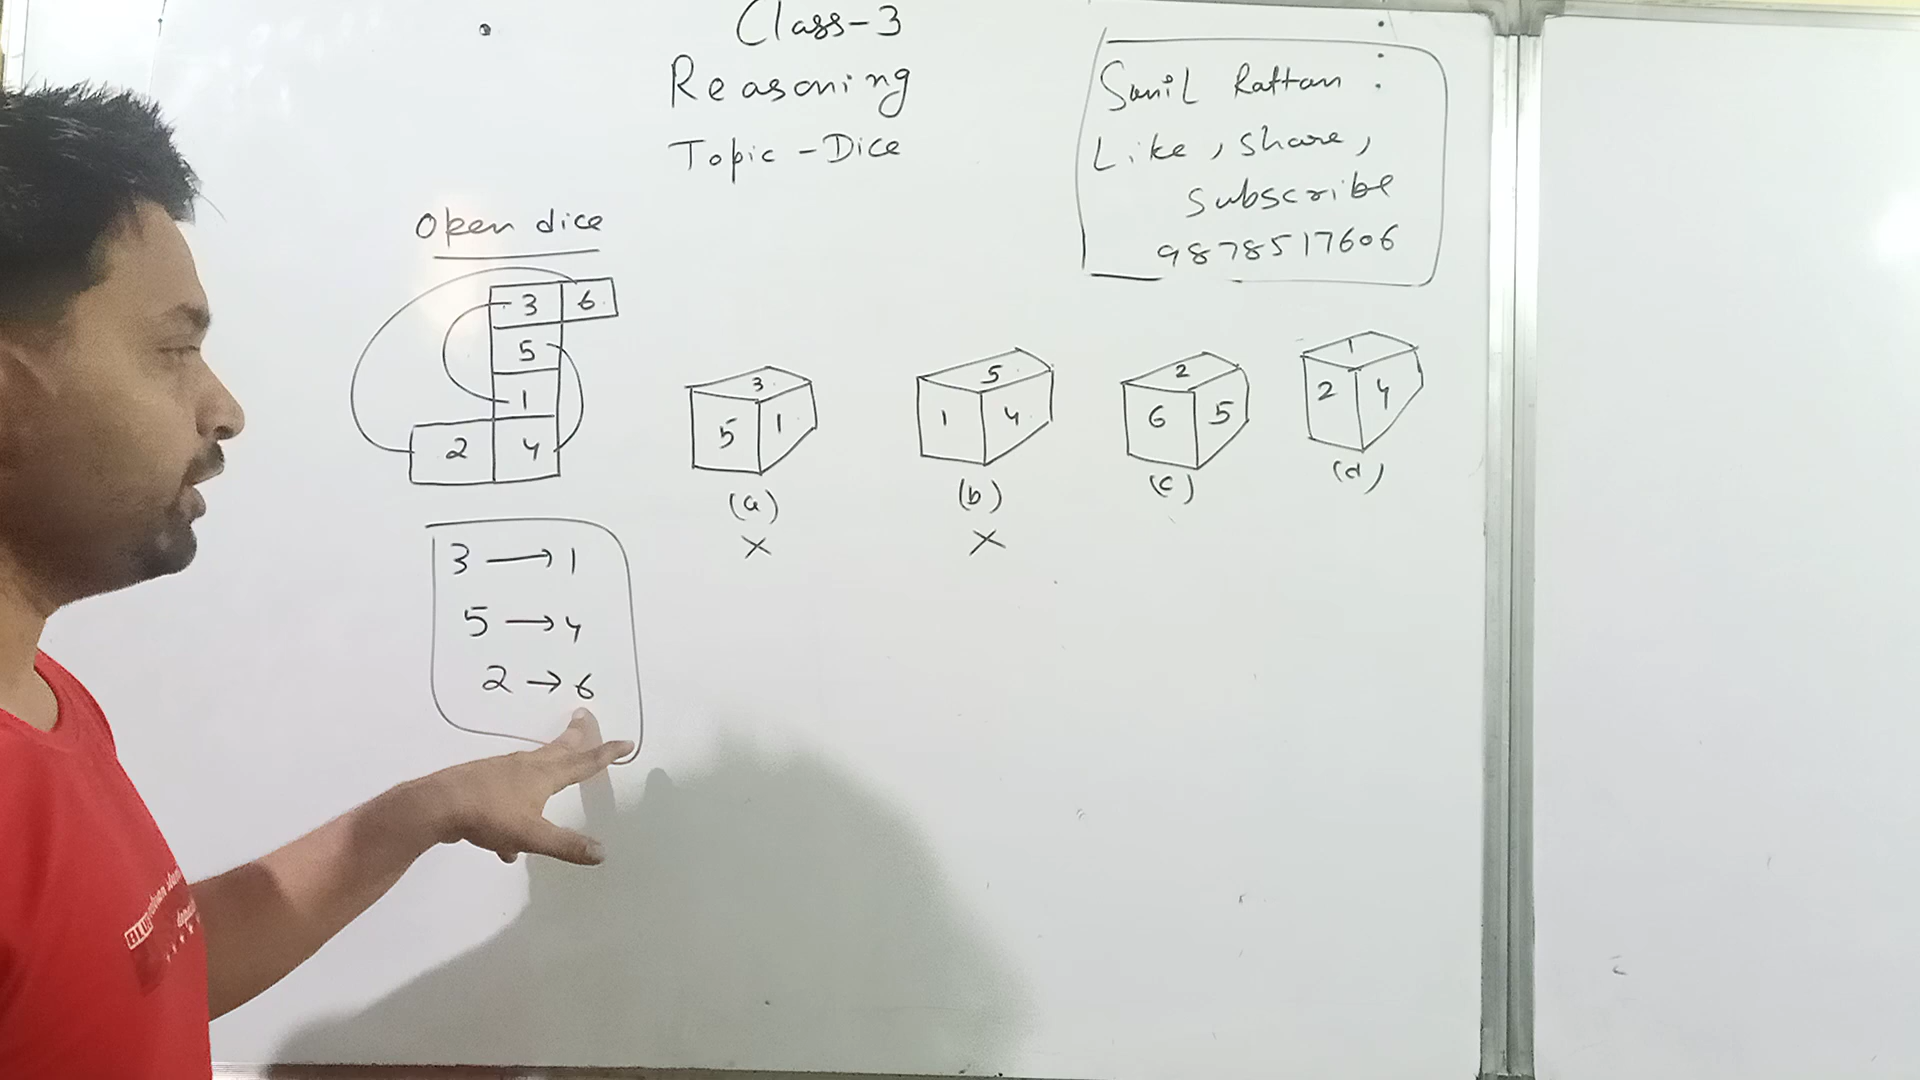 Class-3
Reasoning
Topic-Dice
Sunil Rattan :
Like, share,
subscribe
9878517606
Open dice
3 6
5
1
2 4
3
5 1
(a)
X
5
1 4
(b)
X
2
6 5
(c)
1
2 4
(d)
3 → 1
5 → 4
2 → 6